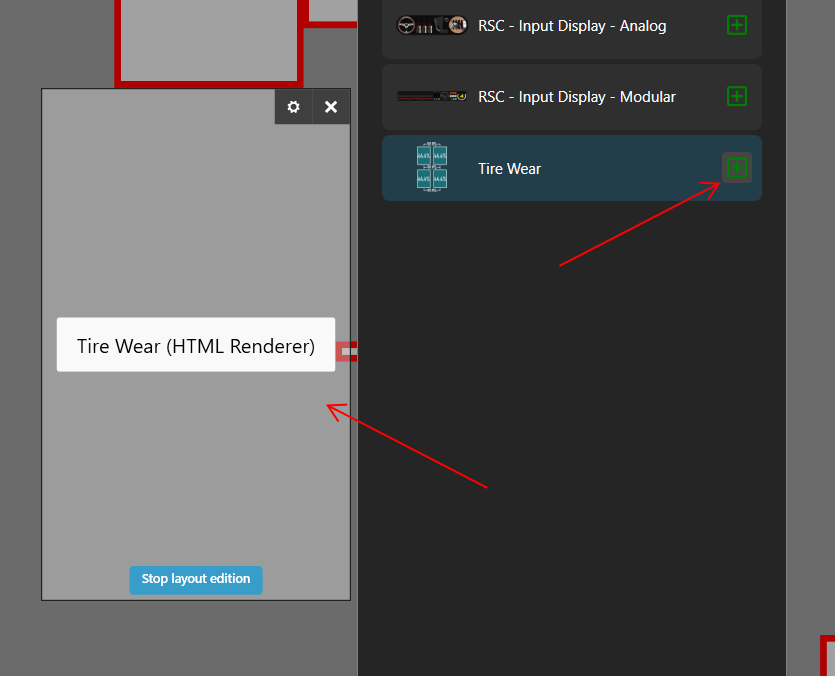 RSC - Input Display - Analog
RSC - Input Display - Modular
Tire Wear
Tire Wear (HTML Renderer)
Stop layout edition